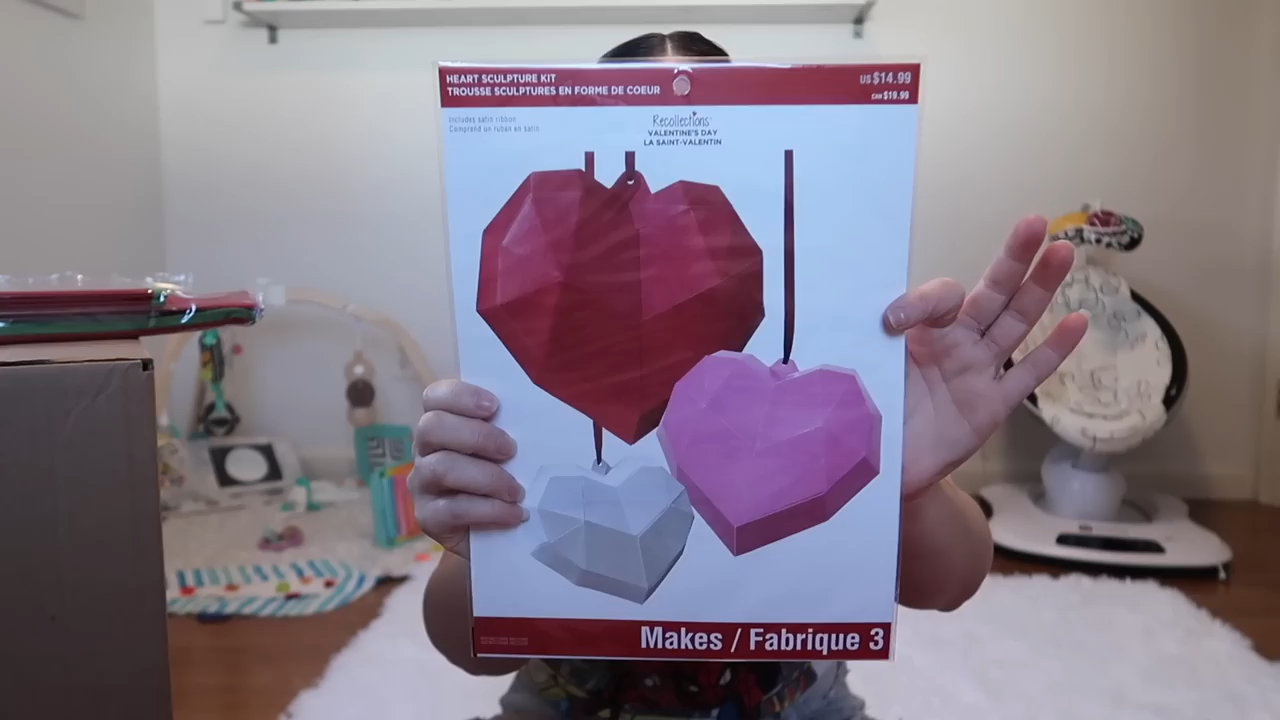 HEART SCULPTURE KIT
TROUSSE SCULPTURES EN FORME DE COEUR
US $14.99
CAN $19.99
Includes satin ribbon
Comprend un ruban en satin
Recollections
VALENTINE'S DAY
LA SAINT-VALENTIN
Makes / Fabrique 3